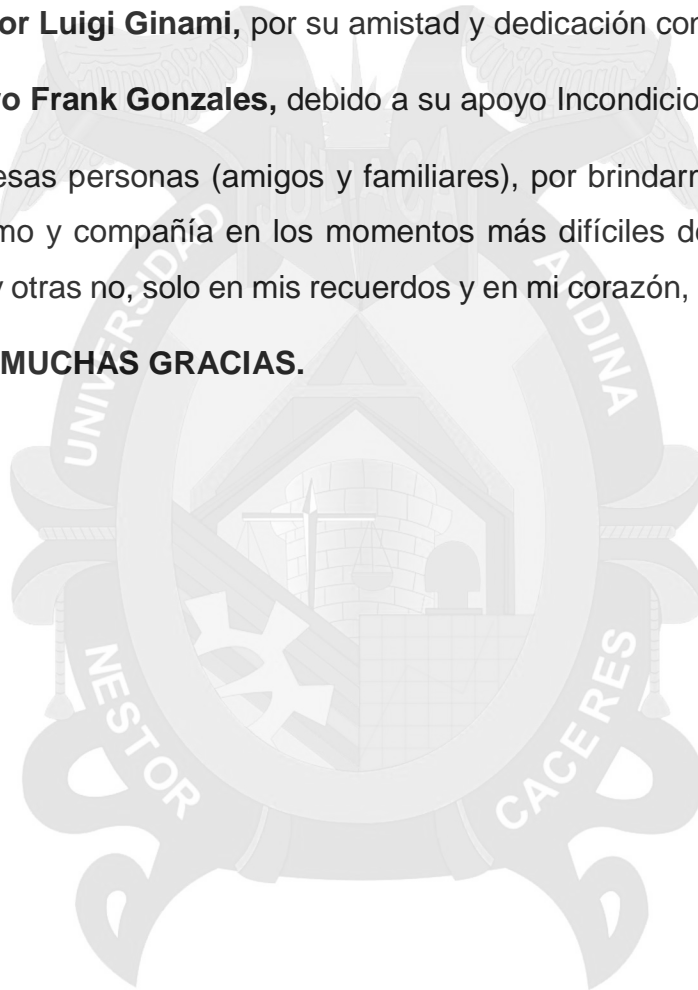 or Luigi Ginami, por su amistad y dedicación con
o Frank Gonzales, debido a su apoyo Incondicio
esas personas (amigos y familiares), por brindarn
mo y compañía en los momentos más difíciles de
y otras no, solo en mis recuerdos y en mi corazón,
MUCHAS GRACIAS.
UNIVERSIDAD ANDINA
JULIACA
NESTOR CACERES